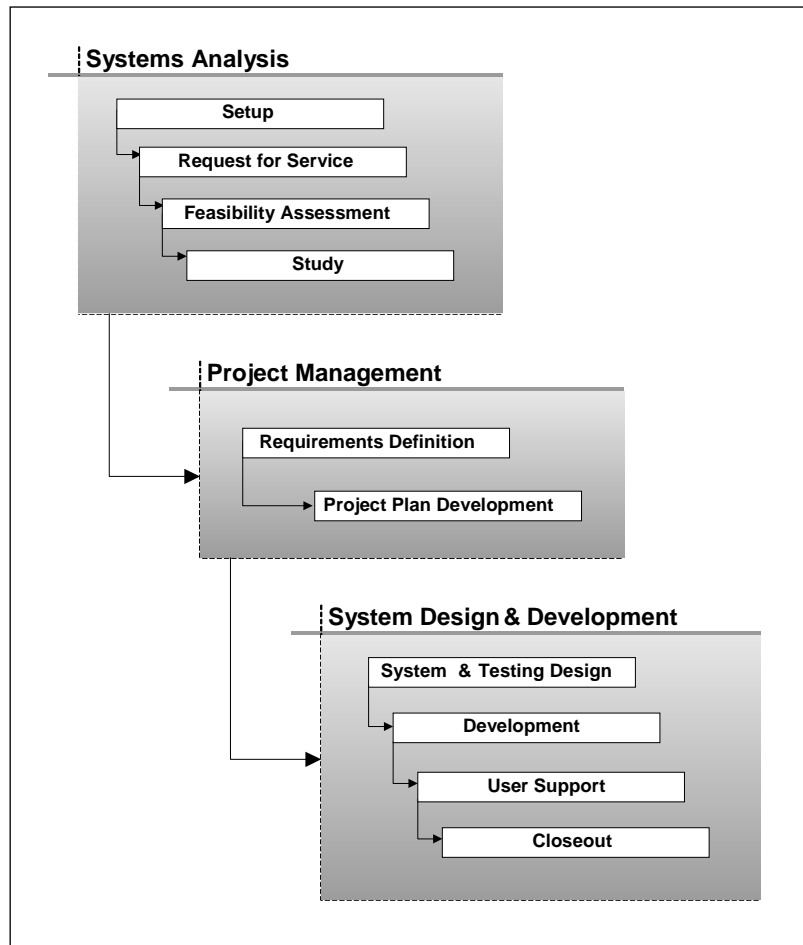 Systems Analysis
Setup
Request for Service
Feasibility Assessment
Study
Project Management
Requirements Definition
Project Plan Development
System Design & Development
System & Testing Design
Development
User Support
Closeout